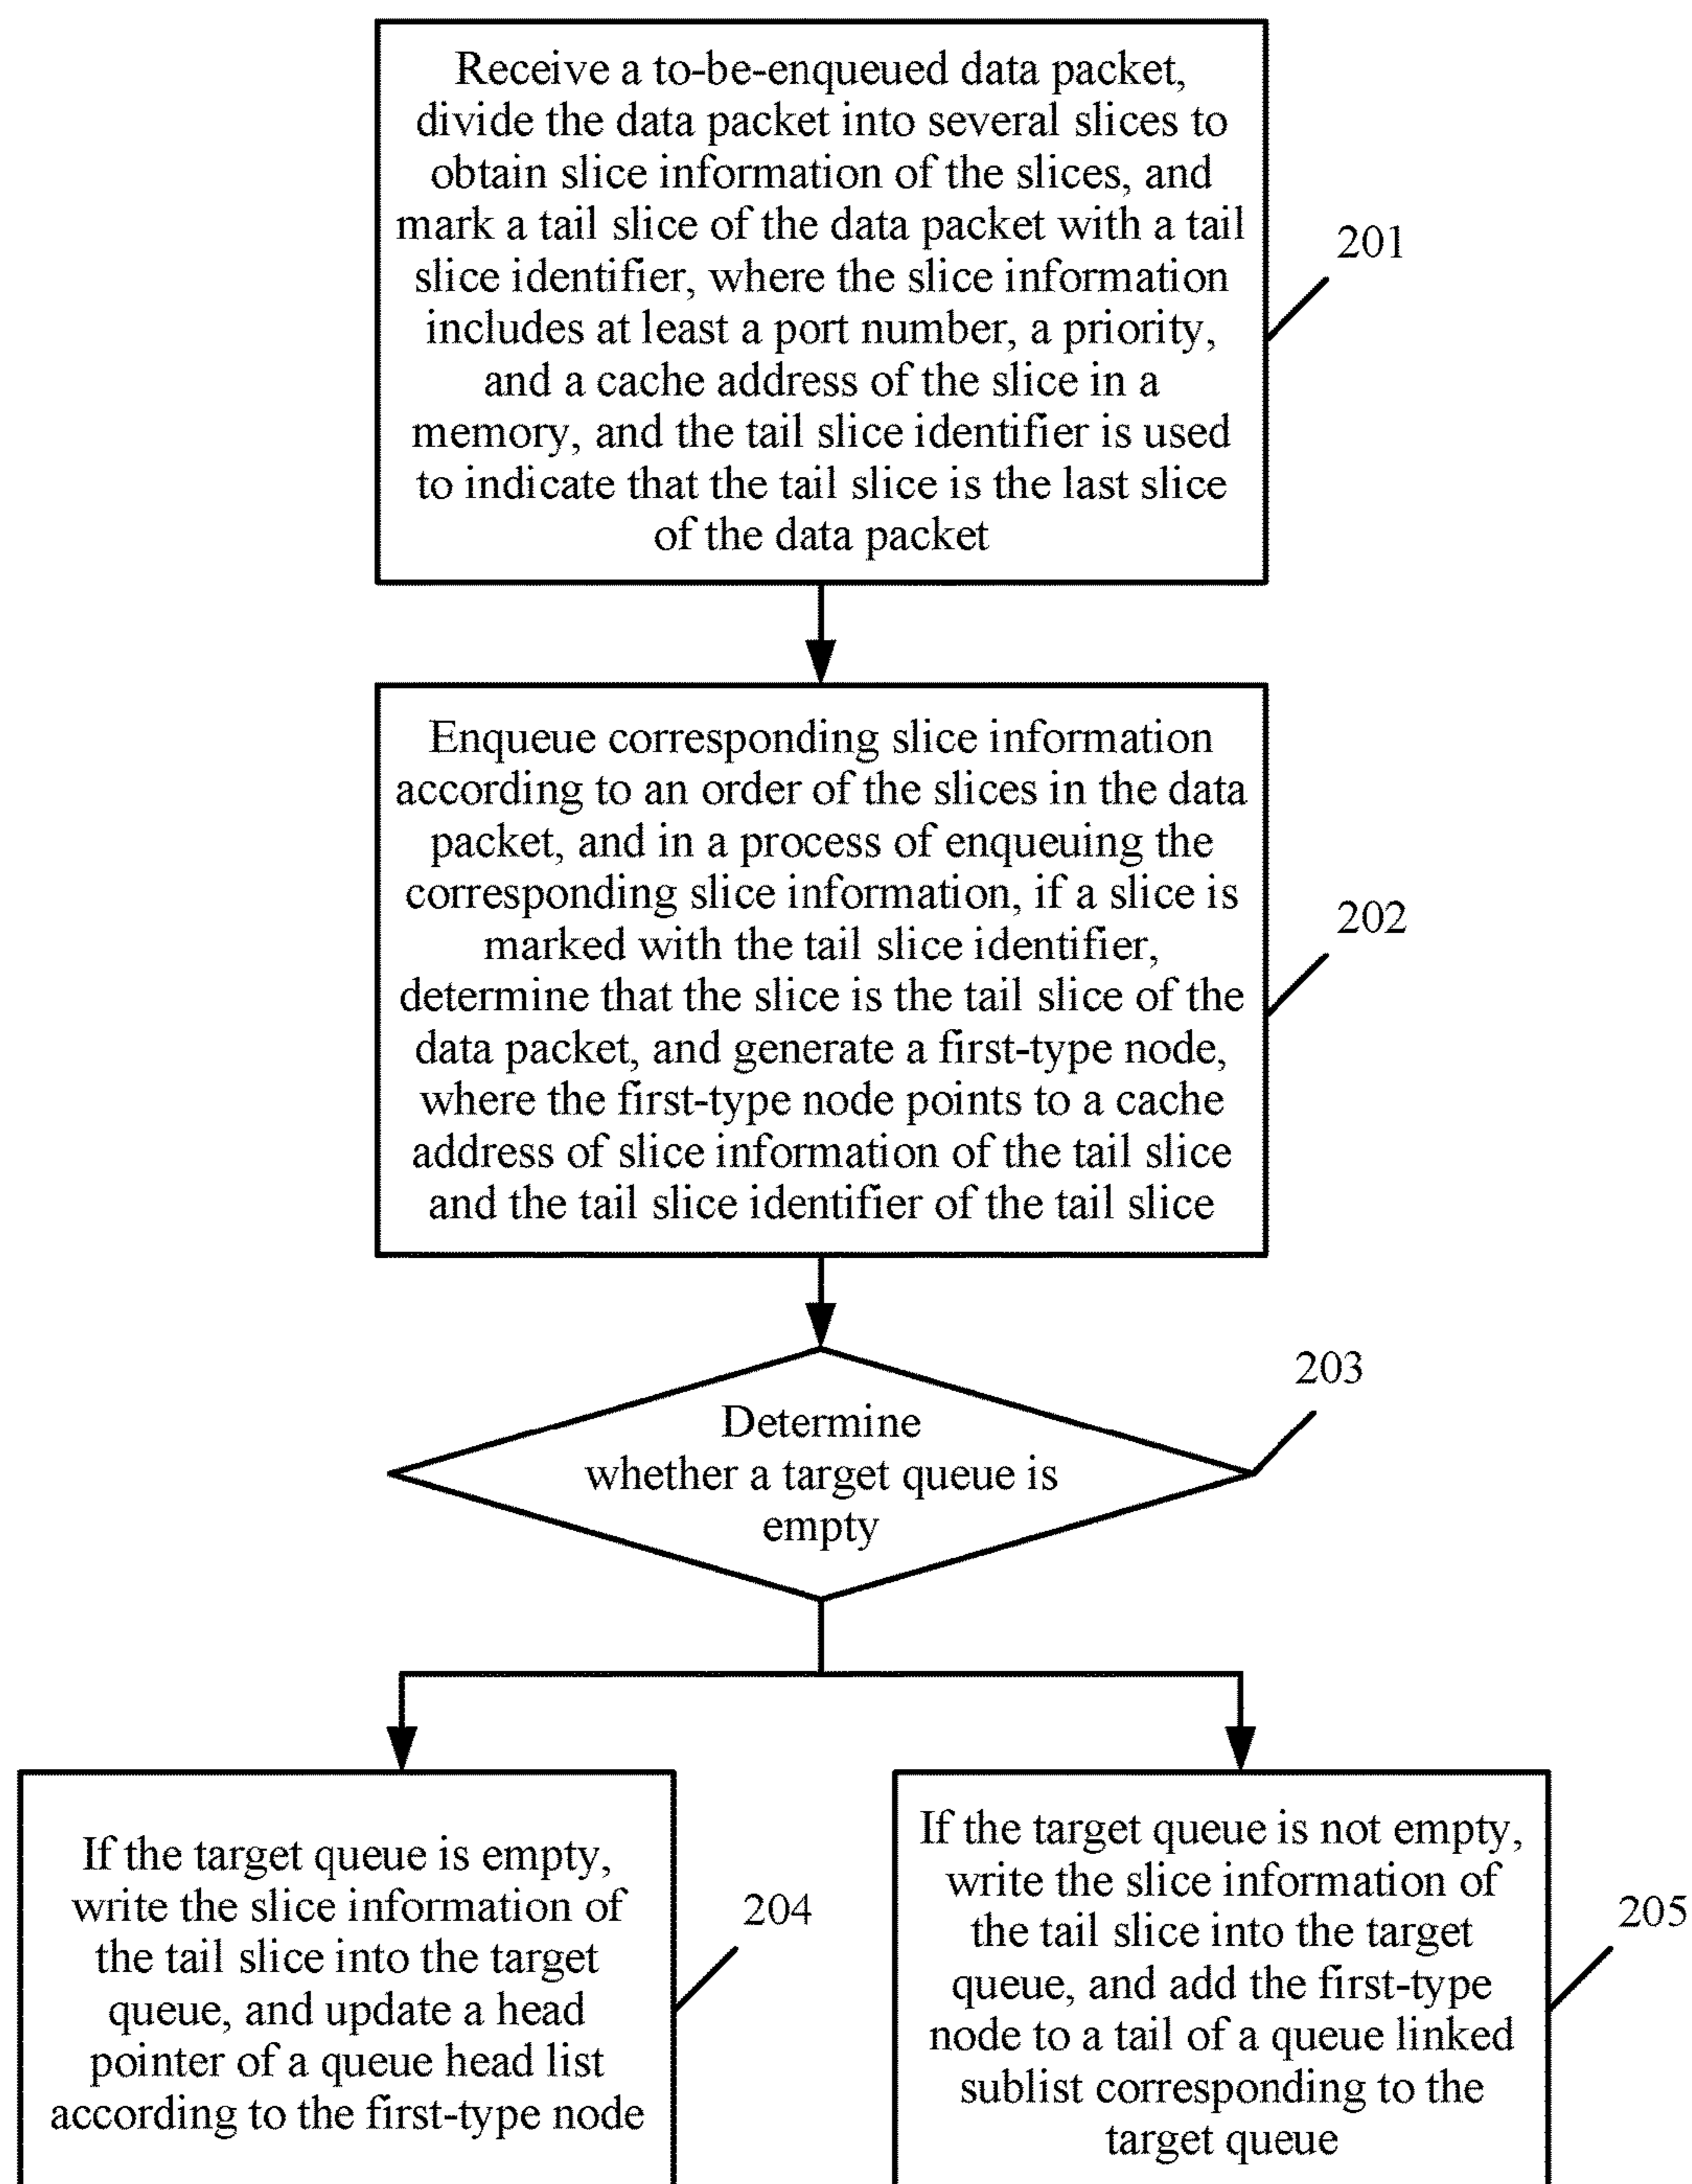 Receive a to-be-enqueued data packet,
divide the data packet into several slices to
obtain slice information of the slices, and
mark a tail slice of the data packet with a tail
slice identifier, where the slice information
includes at least a port number, a priority,
and a cache address of the slice in a
memory, and the tail slice identifier is used
to indicate that the tail slice is the last slice
of the data packet
201
Enqueue corresponding slice information
according to an order of the slices in the data
packet, and in a process of enqueuing the
corresponding slice information, if a slice is
marked with the tail slice identifier,
determine that the slice is the tail slice of the
data packet, and generate a first-type node,
where the first-type node points to a cache
address of slice information of the tail slice
and the tail slice identifier of the tail slice
202
Determine
whether a target queue is
empty
203
If the target queue is empty,
write the slice information of
the tail slice into the target
queue, and update a head
pointer of a queue head list
according to the first-type node
204
If the target queue is not empty,
write the slice information of
the tail slice into the target
queue, and add the first-type
node to a tail of a queue linked
sublist corresponding to the
target queue
205